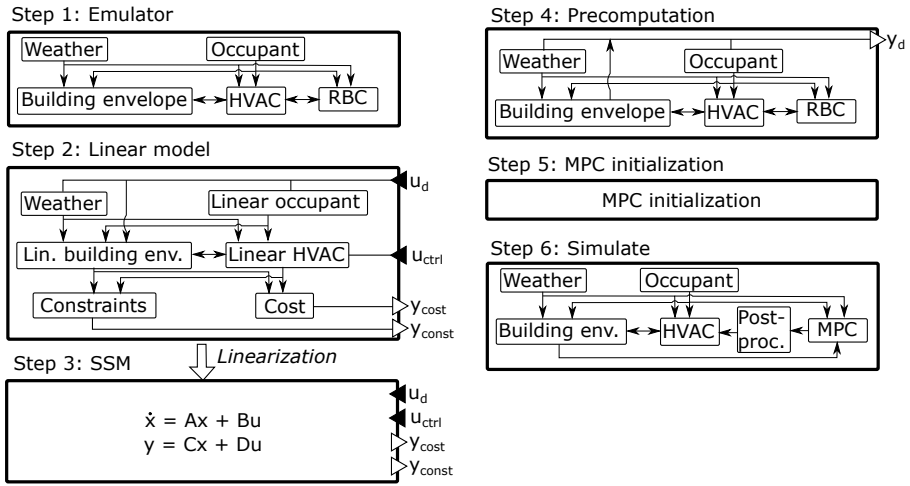 Step 1: Emulator
Weather
Occupant
Building envelope
HVAC
RBC
Step 2: Linear model
u_d
Weather
Linear occupant
Lin. building env.
Linear HVAC
u_ctrl
Constraints
Cost
y_cost
y_const
Linearization
Step 3: SSM
u_d
ẋ = Ax + Bu
u_ctrl
y = Cx + Du
y_cost
y_const
Step 4: Precomputation
y_d
Weather
Occupant
Building envelope
HVAC
RBC
Step 5: MPC initialization
MPC initialization
Step 6: Simulate
Weather
Occupant
Building env.
HVAC
Post-
proc.
MPC